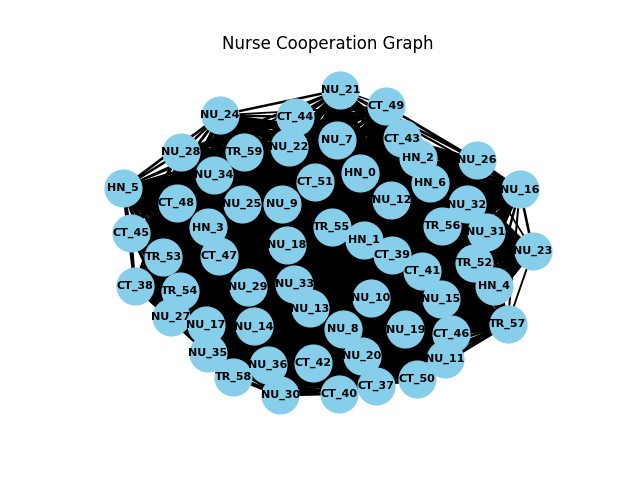 Nurse Cooperation Graph
NU_21
CT_49
NU_24
CT_44
CT_43
NU_7
NU_22
TR_59
NU_28
HN_2
NU_26
HN_0
NU_34
CT_51
HN_6
HN_5
NU_16
NU_12
CT_48
NU_25
NU_9
NU_32
HN_3
TR_55
TR_56
NU_31
CT_45
HN_1
NU_18
NU_23
CT_39
CT_47
TR_53
TR_52
CT_41
NU_33
HN_4
CT_38
NU_29
TR_54
NU_10
NU_15
NU_13
NU_27
NU_17
NU_14
NU_8
NU_19
TR_57
CT_46
NU_35
NU_20
NU_11
CT_42
NU_36
TR_58
CT_50
CT_37
CT_40
NU_30